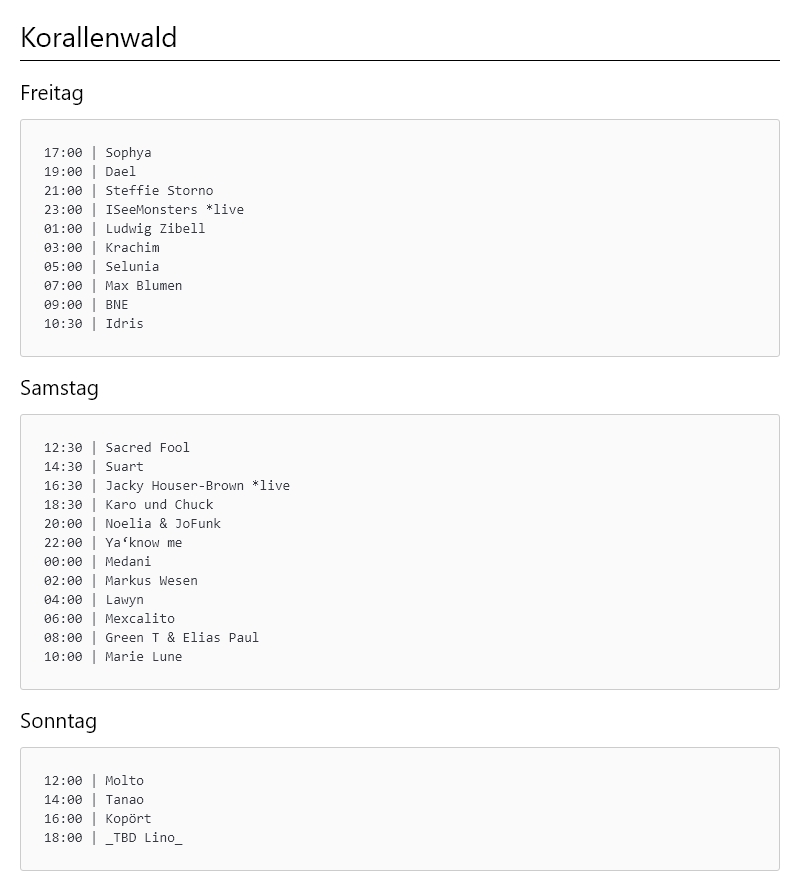 Korallenwald
Freitag
17:00 | Sophya
19:00 | Dael
21:00 | Steffie Storno
23:00 | ISeeMonsters *live
01:00 | Ludwig Zibell
03:00 | Krachim
05:00 | Selunia
07:00 | Max Blumen
09:00 | BNE
10:30 | Idris
Samstag
12:30 | Sacred Fool
14:30 | Suart
16:30 | Jacky Houser-Brown *live
18:30 | Karo und Chuck
20:00 | Noelia & JoFunk
22:00 | Ya‘know me
00:00 | Medani
02:00 | Markus Wesen
04:00 | Lawyn
06:00 | Mexcalito
08:00 | Green T & Elias Paul
10:00 | Marie Lune
Sonntag
12:00 | Molto
14:00 | Tanao
16:00 | Kopört
18:00 | _TBD Lino_